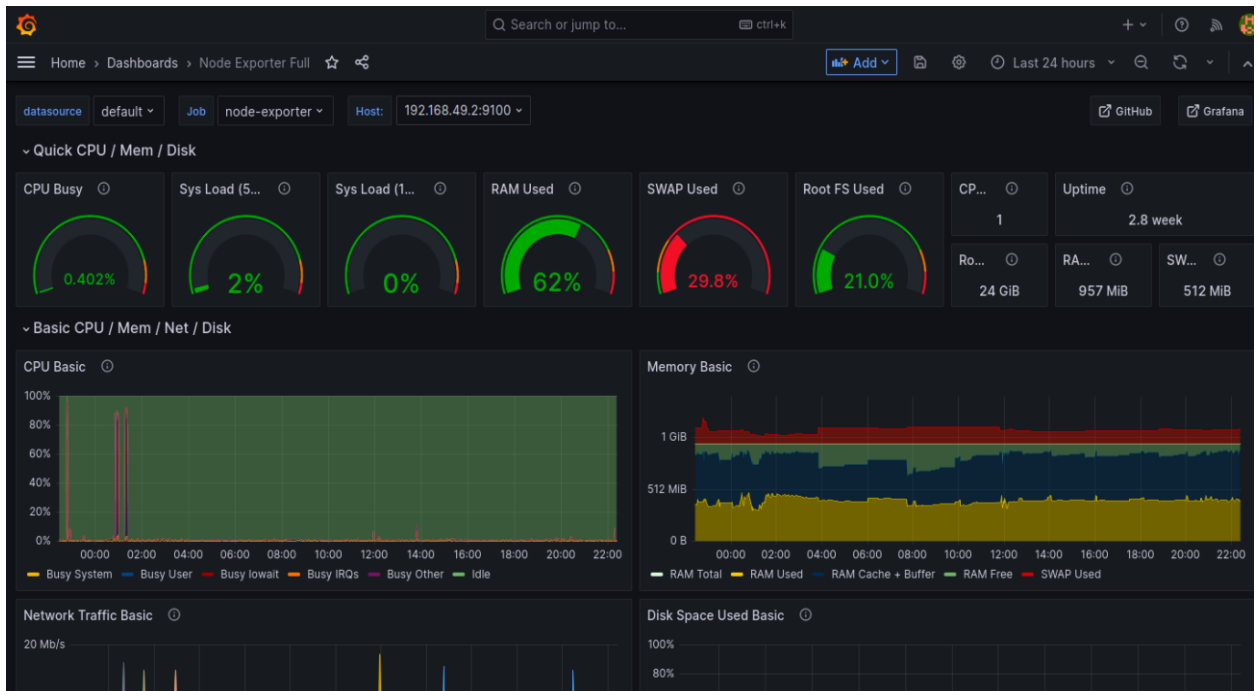 Search or jump to... ctrl+k
Home › Dashboards › Node Exporter Full Add Last 24 hours
datasource default Job node-exporter Host: 192.168.49.2:9100 GitHub Grafana
Quick CPU / Mem / Disk
CPU Busy Sys Load (5... Sys Load (1... RAM Used SWAP Used Root FS Used CP... Uptime
1 2.8 week
0.402% 2% 0% 62% 29.8% 21.0%
Ro... RA... SW...
24 GiB 957 MiB 512 MiB
Basic CPU / Mem / Net / Disk
CPU Basic
100%
80%
60%
40%
20%
0%
00:00 02:00 04:00 06:00 08:00 10:00 12:00 14:00 16:00 18:00 20:00 22:00
Busy System Busy User Busy Iowait Busy IRQs Busy Other Idle
Memory Basic
1 GiB
512 MiB
0 B
00:00 02:00 04:00 06:00 08:00 10:00 12:00 14:00 16:00 18:00 20:00 22:00
RAM Total RAM Used RAM Cache + Buffer RAM Free SWAP Used
Network Traffic Basic
20 Mb/s
Disk Space Used Basic
100%
80%